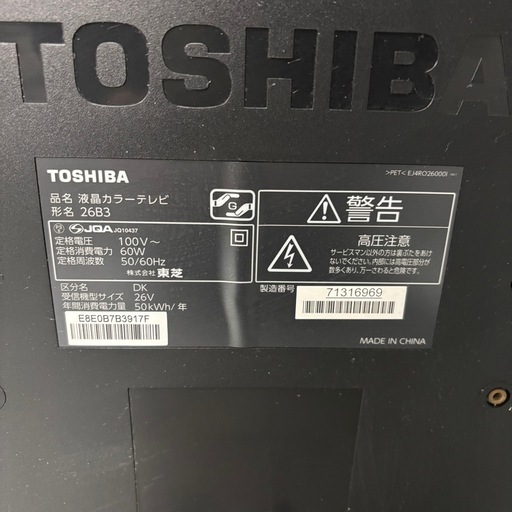 TOSHIBA
>PET< EJ4RO26000I
TOSHIBA
品名 液晶カラーテレビ
形名 26B3
JQA JQ10437
定格電圧 100V～
定格消費電力 60W
定格周波数 50/60Hz
株式会社 東芝
区分名 DK
受信機型サイズ 26V
年間消費電力量 50kWh/年
E8E0B7B3917F
G
警告
高圧注意
サービスマン以外の方は裏ぶたをあけ
ないでください。内部には高電圧部分が
数多くあり、万一さわると危険です。
製造番号 71316969
MADE IN CHINA